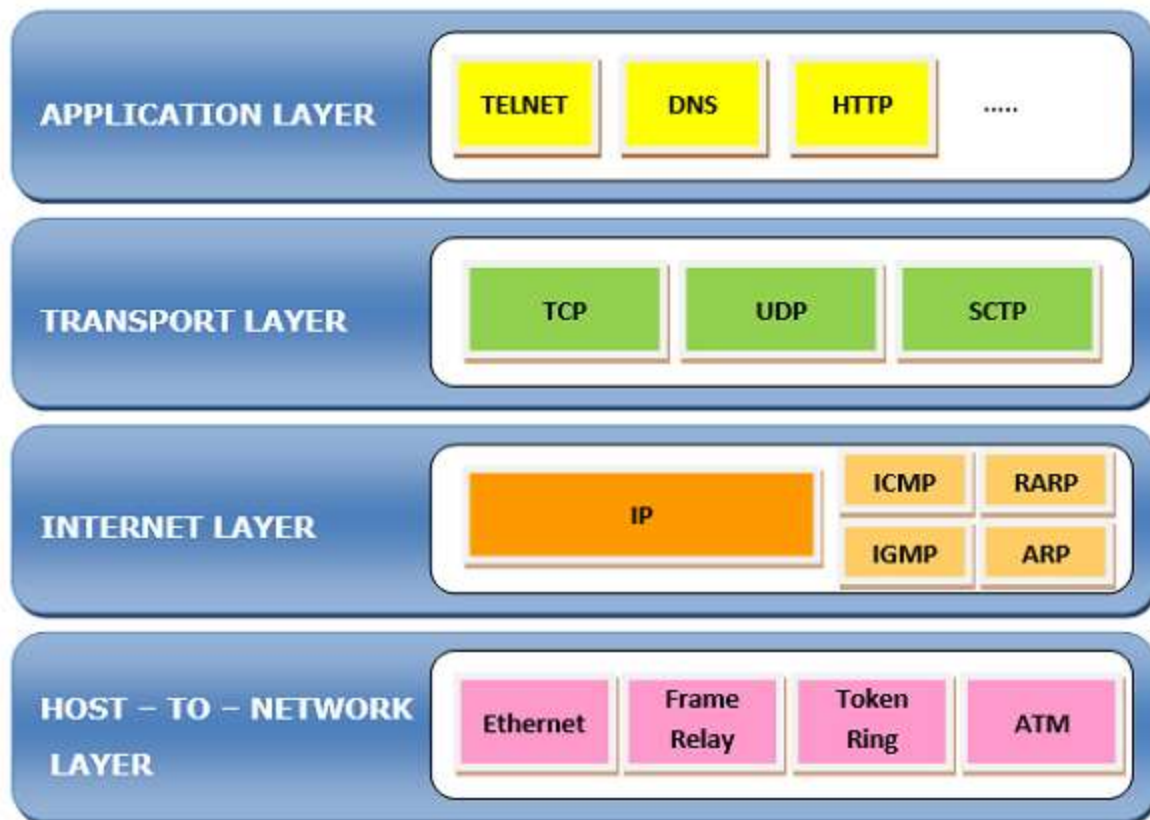 APPLICATION LAYER
TELNET
DNS
HTTP
.....
TRANSPORT LAYER
TCP
UDP
SCTP
INTERNET LAYER
IP
ICMP
RARP
IGMP
ARP
HOST – TO – NETWORK
LAYER
Ethernet
Frame
Relay
Token
Ring
ATM